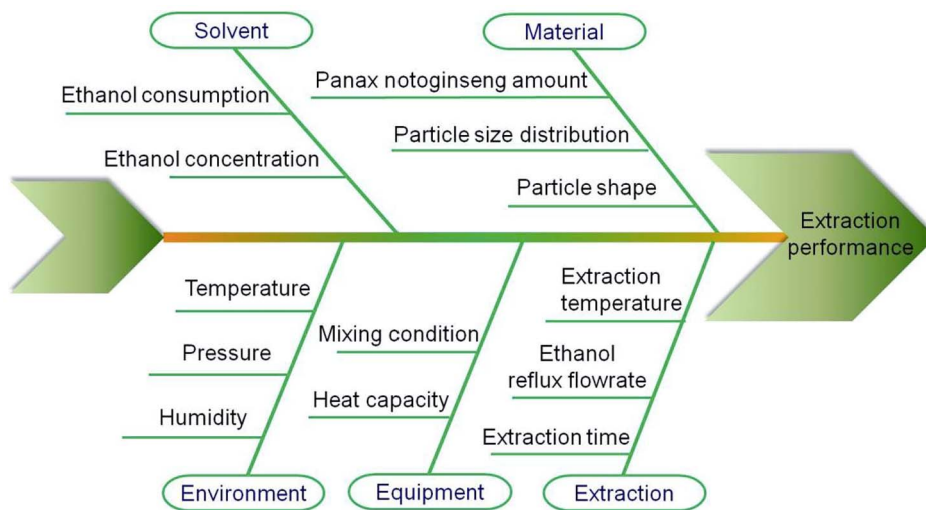 Solvent
Material
Ethanol consumption
Panax notoginseng amount
Ethanol concentration
Particle size distribution
Particle shape
Extraction
performance
Temperature
Pressure
Humidity
Mixing condition
Heat capacity
Extraction
temperature
Ethanol
reflux flowrate
Extraction time
Environment
Equipment
Extraction